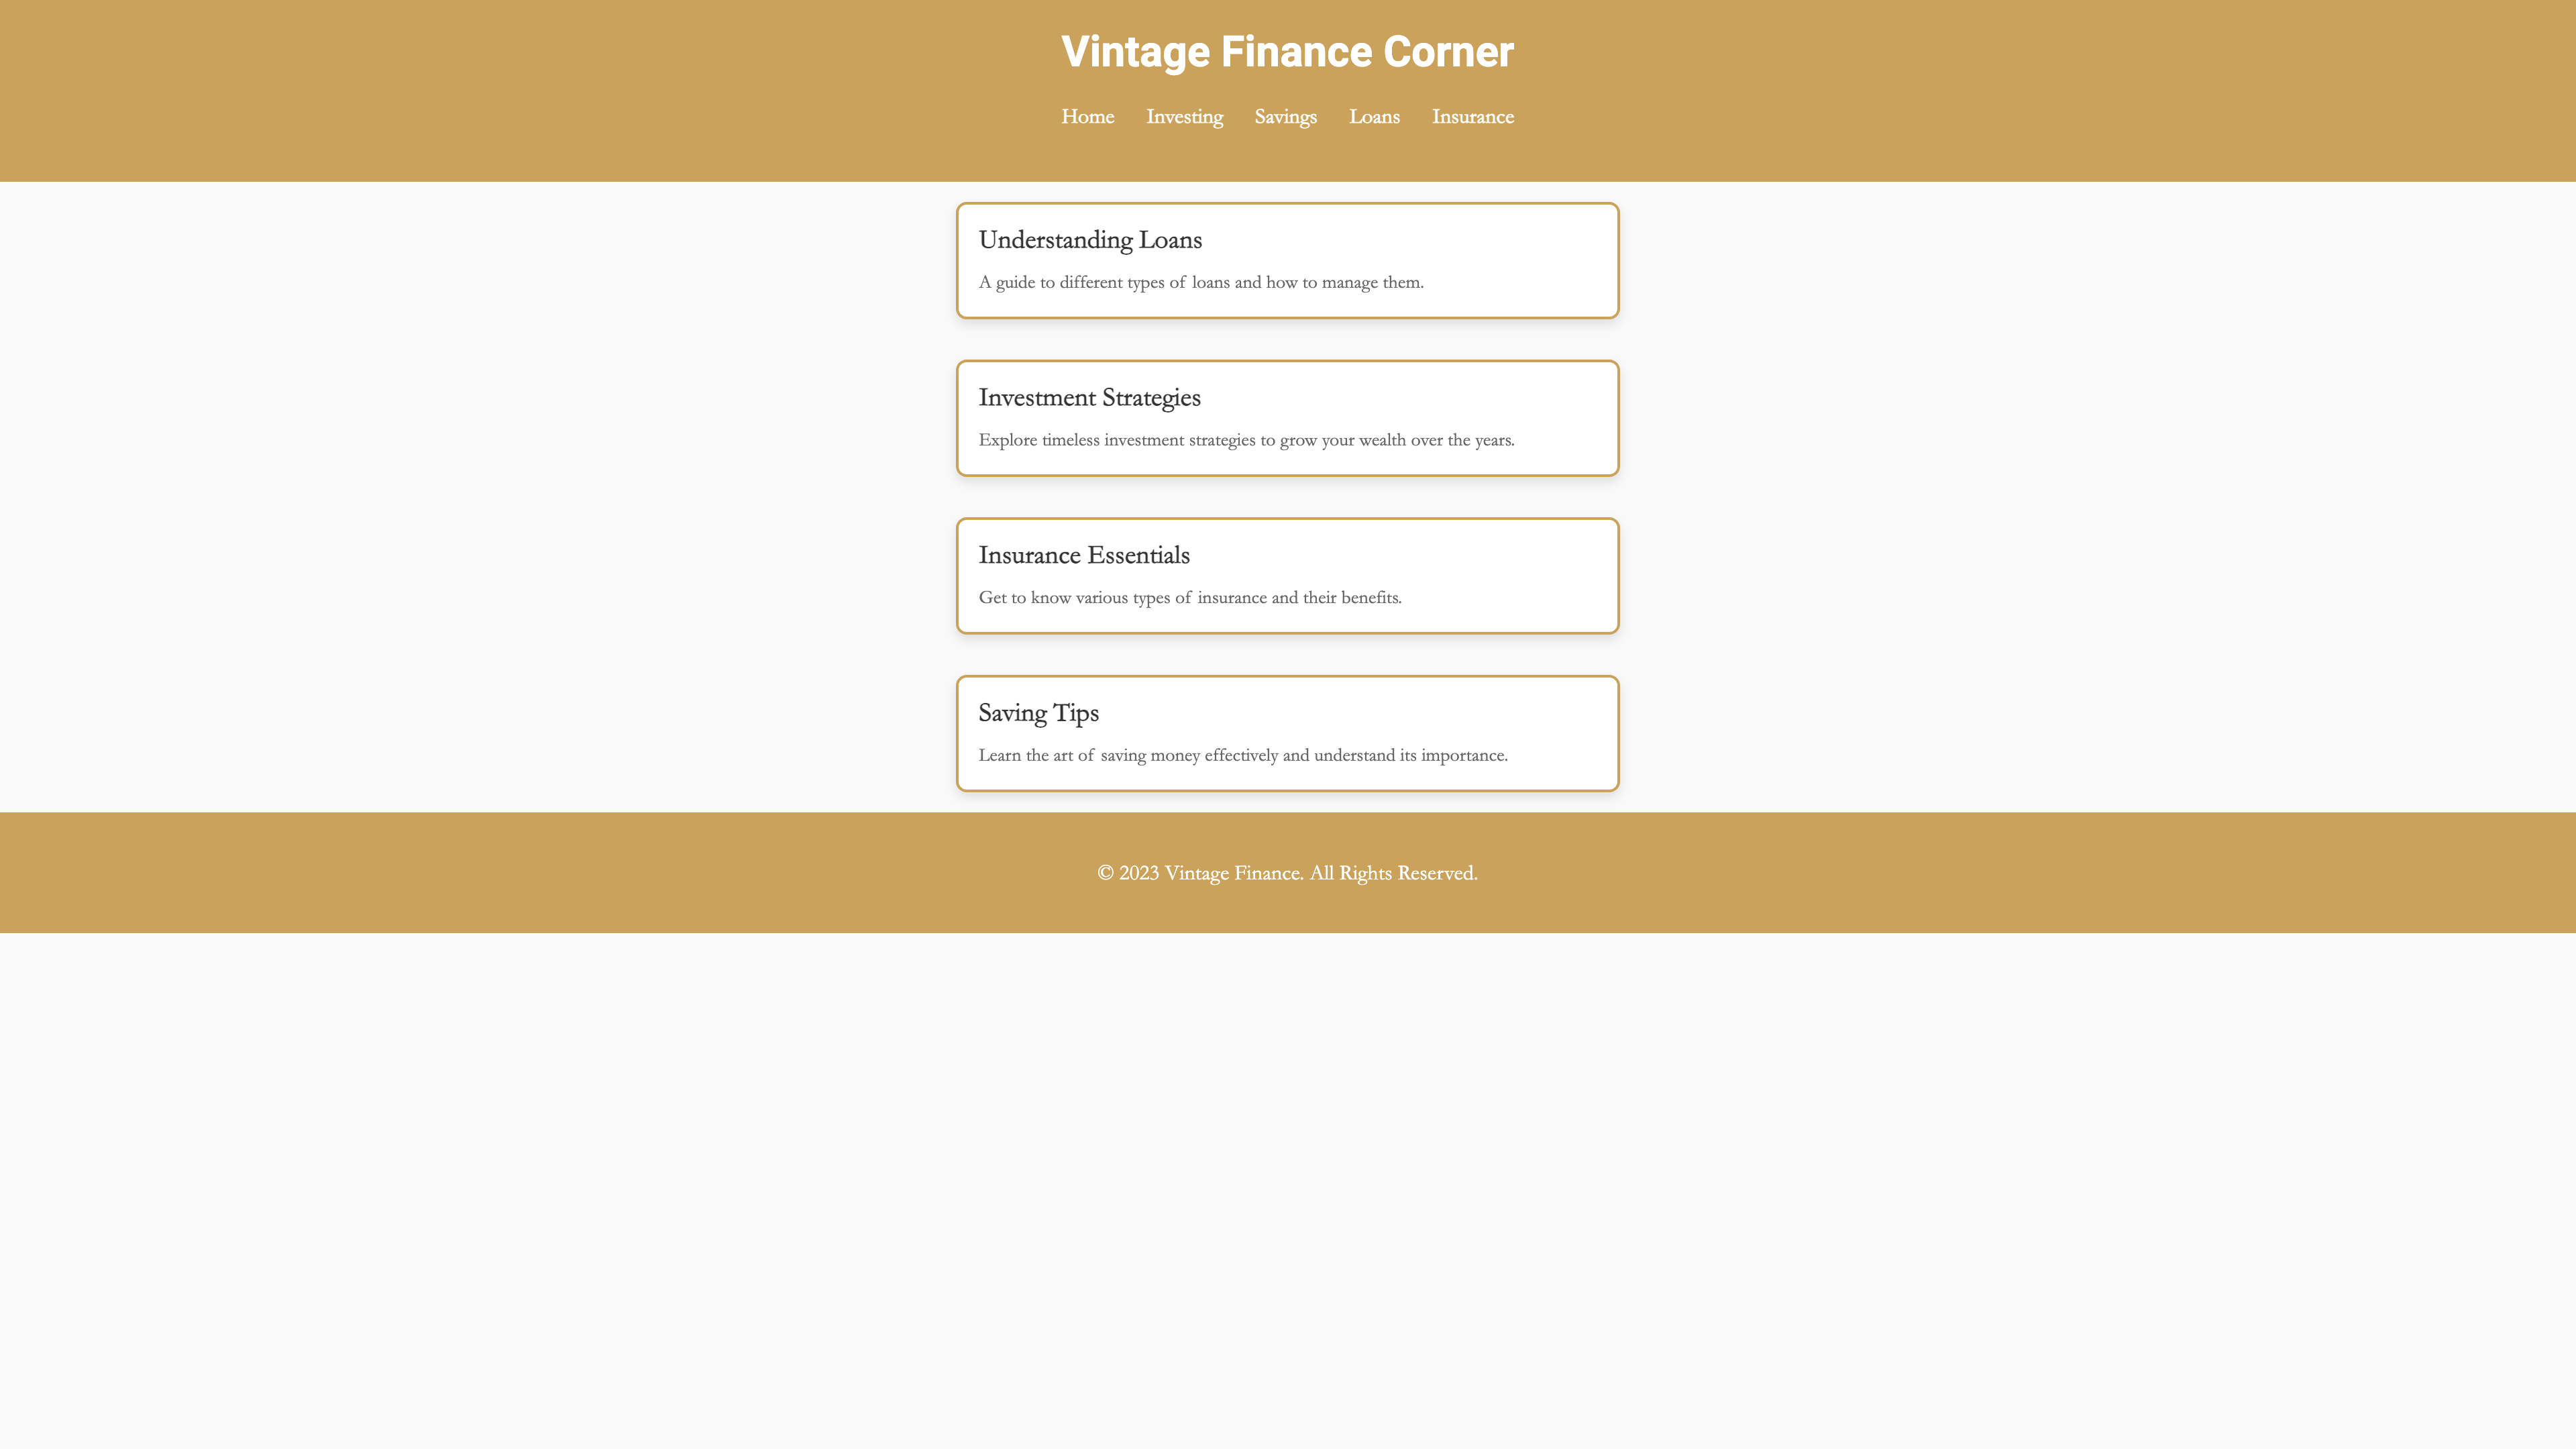 Vintage Finance Corner
Home Investing Savings Loans Insurance
Understanding Loans
A guide to different types of loans and how to manage them.
Investment Strategies
Explore timeless investment strategies to grow your wealth over the years.
Insurance Essentials
Get to know various types of insurance and their benefits.
Saving Tips
Learn the art of saving money effectively and understand its importance.
© 2023 Vintage Finance. All Rights Reserved.